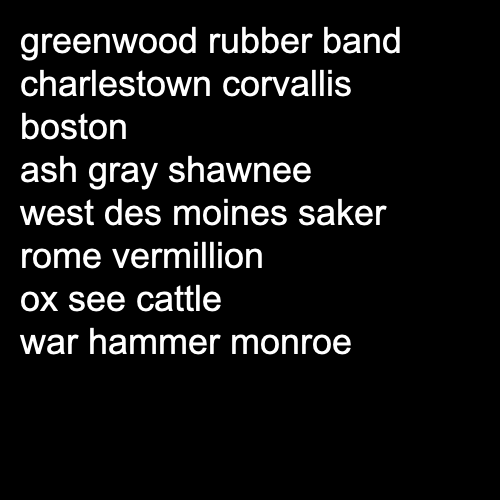 greenwood rubber band
charlestown corvallis
boston
ash gray shawnee
west des moines saker
rome vermillion
ox see cattle
war hammer monroe